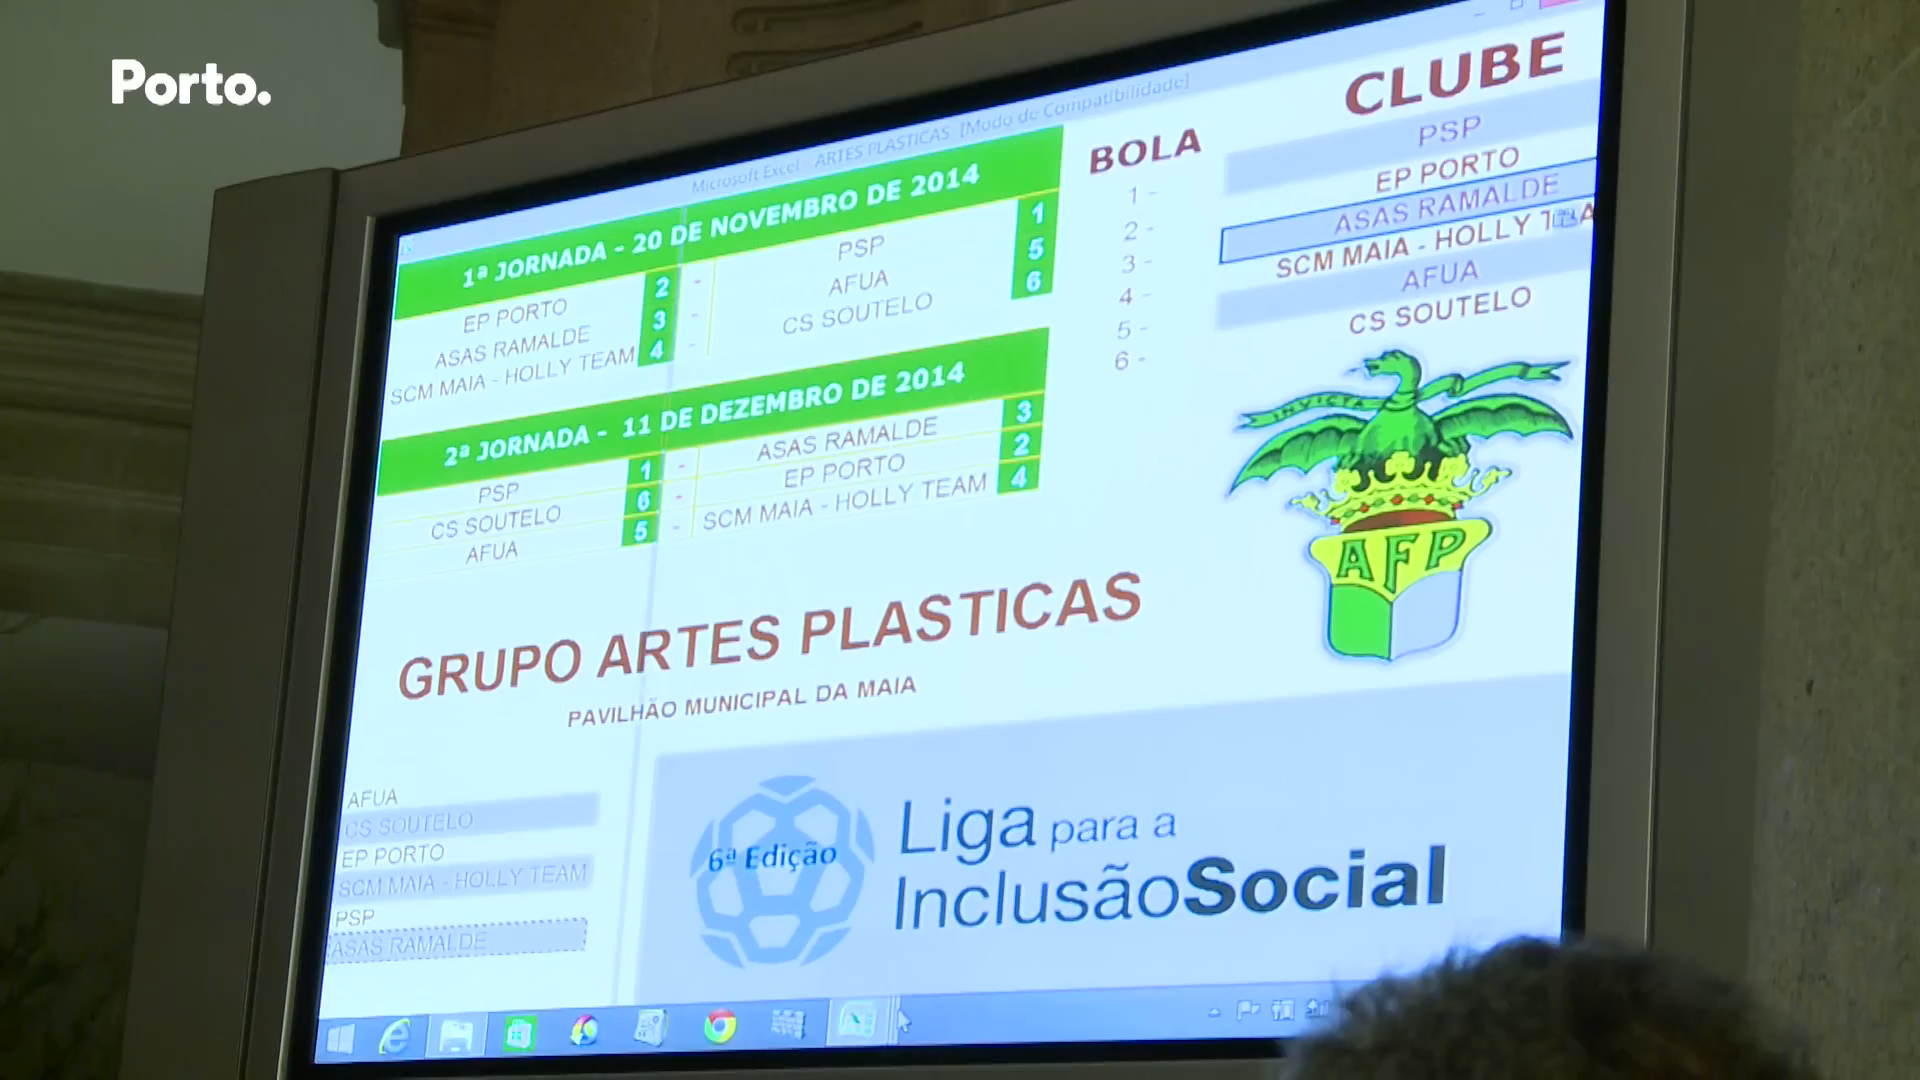 Porto.
Microsoft Excel - ARTES PLASTICAS [Modo de Compatibilidade]
1ª JORNADA - 20 DE NOVEMBRO DE 2014
EP PORTO 2 - PSP 1
ASAS RAMALDE 3 - AFUA 5
SCM MAIA - HOLLY TEAM 4 - CS SOUTELO 6
2ª JORNADA - 11 DE DEZEMBRO DE 2014
PSP 1 - ASAS RAMALDE 3
CS SOUTELO 6 - EP PORTO 2
AFUA 5 - SCM MAIA - HOLLY TEAM 4
BOLA
1 -
2 -
3 -
4 -
5 -
6 -
CLUBE
PSP
EP PORTO
ASAS RAMALDE
SCM MAIA - HOLLY
AFUA
CS SOUTELO
INVICTA
AFP
GRUPO ARTES PLASTICAS
PAVILHÃO MUNICIPAL DA MAIA
AFUA
CS SOUTELO
EP PORTO
SCM MAIA - HOLLY TEAM
PSP
ASAS RAMALDE
6ª Edição
Liga para a
InclusãoSocial